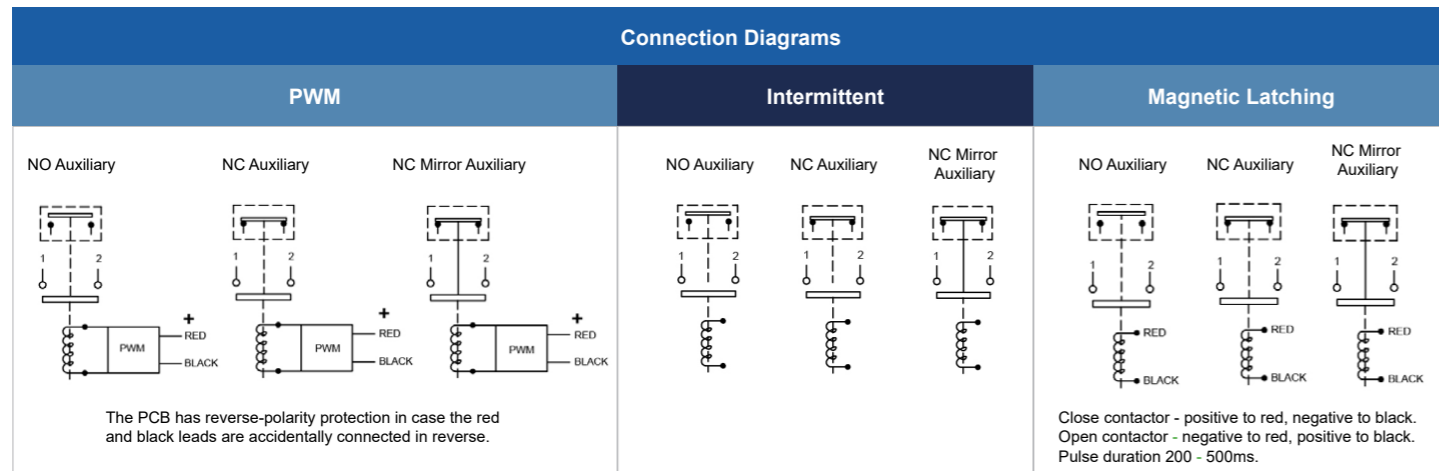 Connection Diagrams
PWM
Intermittent
Magnetic Latching
NO Auxiliary
NC Auxiliary
NC Mirror Auxiliary
1
2
+
PWM
RED
BLACK
1
2
+
PWM
RED
BLACK
1
2
+
PWM
RED
BLACK
The PCB has reverse-polarity protection in case the red
and black leads are accidentally connected in reverse.
NO Auxiliary
NC Auxiliary
NC Mirror
Auxiliary
1
2
1
2
1
2
NO Auxiliary
NC Auxiliary
NC Mirror
Auxiliary
1
2
RED
BLACK
1
2
RED
BLACK
1
2
RED
BLACK
Close contactor - positive to red, negative to black.
Open contactor - negative to red, positive to black.
Pulse duration 200 - 500ms.